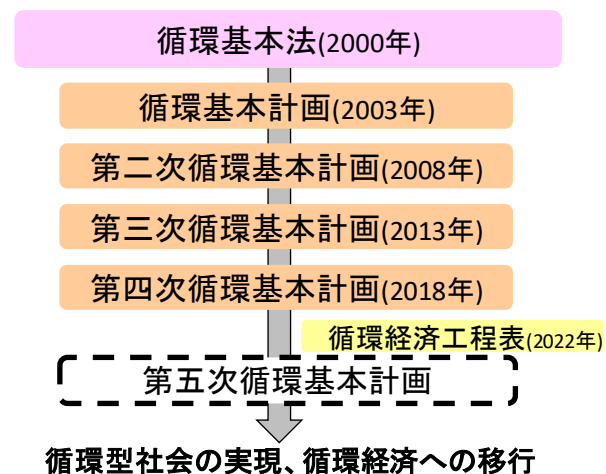 循環基本法(2000年)
循環基本計画(2003年)
第二次循環基本計画(2008年)
第三次循環基本計画(2013年)
第四次循環基本計画(2018年)
循環経済工程表(2022年)
第五次循環基本計画
循環型社会の実現、循環経済への移行